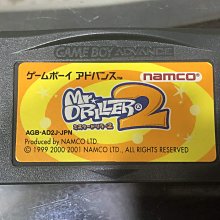 GAME BOY ADVANCE
ゲームボーイ アドバンス™
namco®
MR. DRILLER 2
ミスタードリラー2
AGB-AD2J-JPN
Produced by NAMCO LTD.
© 1999 2000 2001 NAMCO LTD., ALL RIGHTS RESERVED